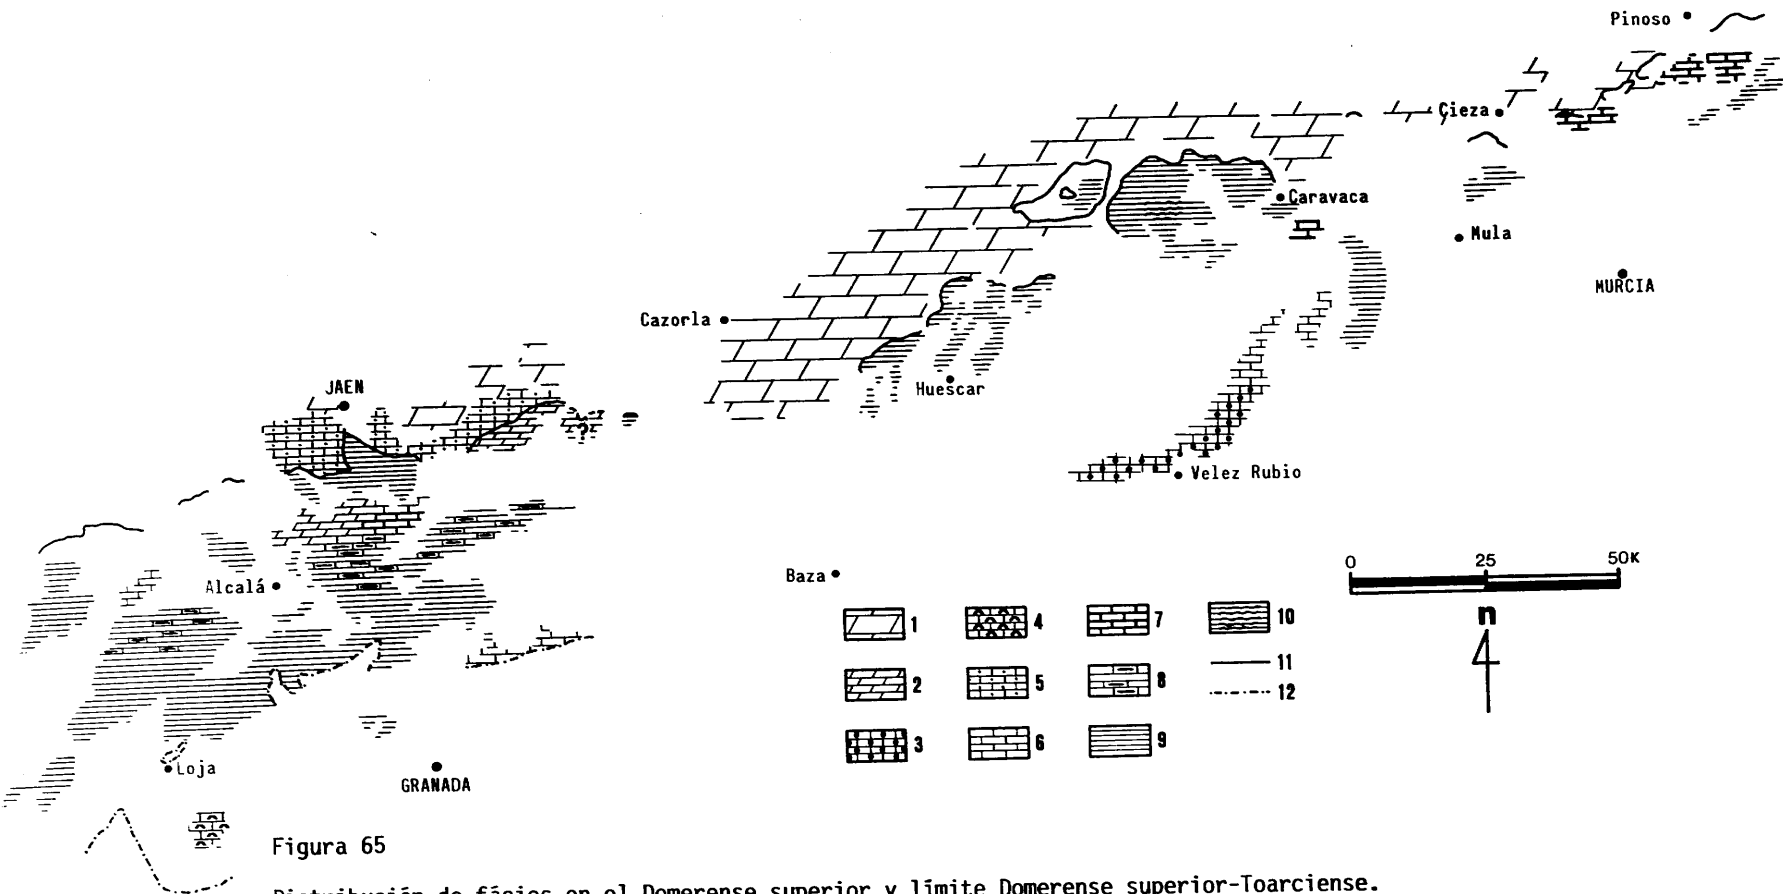 Pinoso
Cieza
Caravaca
Mula
MURCIA
Cazorla
Huescar
JAEN
Velez Rubio
Alcalá
Baza
0 25 50K
1 4 7 10
n
2 5 8 11
12
3 6 9
Loja
GRANADA
Figura 65
Distribución de fácies en el Domerense superior y límite Domerense superior-Toarciense.